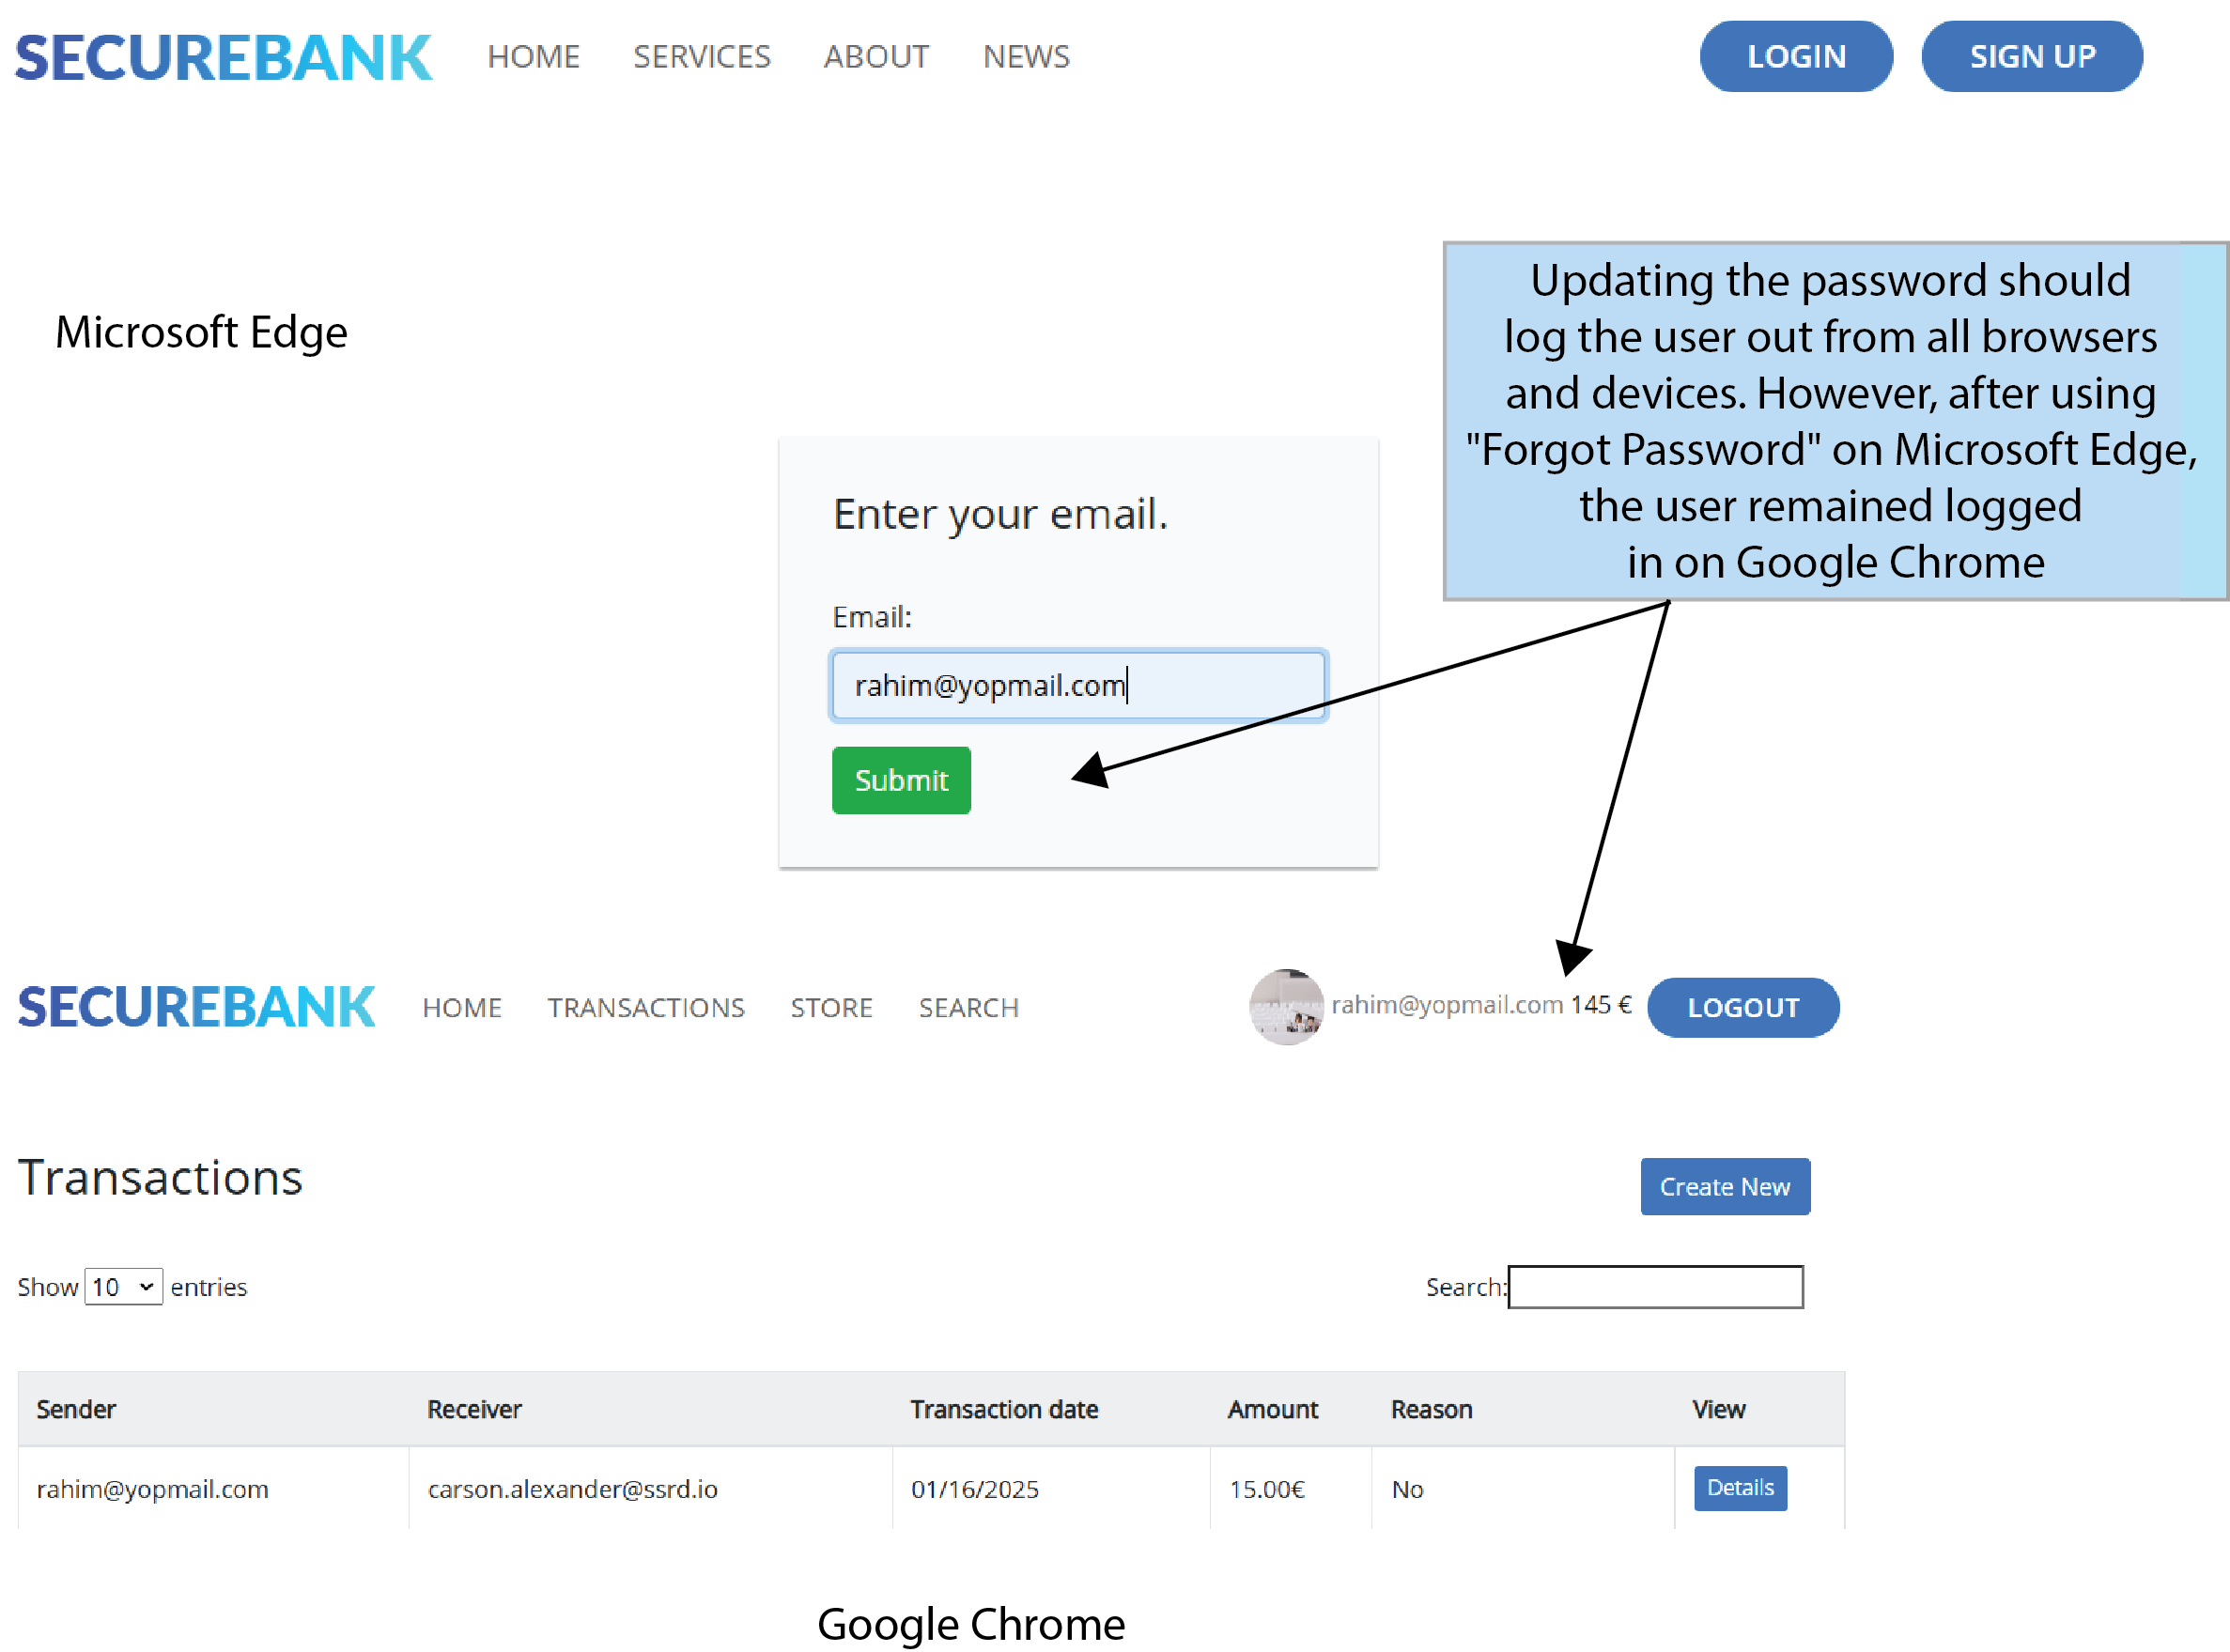 SECUREBANK HOME SERVICES ABOUT NEWS LOGIN SIGN UP
Microsoft Edge
Updating the password should
log the user out from all browsers
and devices. However, after using
"Forgot Password" on Microsoft Edge,
the user remained logged
in on Google Chrome
Enter your email.
Email:
rahim@yopmail.com
Submit
SECUREBANK HOME TRANSACTIONS STORE SEARCH rahim@yopmail.com 145 € LOGOUT
Transactions
Create New
Show 10 entries
Search:
Sender Receiver Transaction date Amount Reason View
rahim@yopmail.com carson.alexander@ssrd.io 01/16/2025 15.00€ No Details
Google Chrome